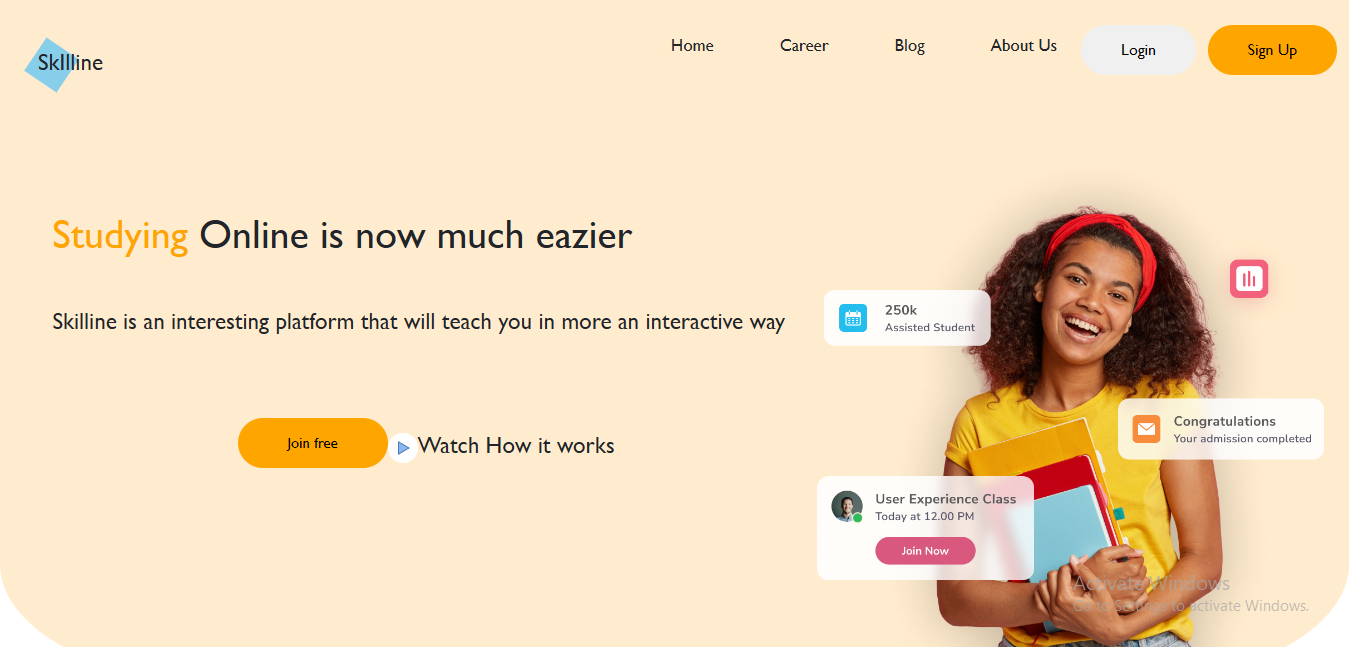 Skllline
Home Career Blog About Us Login Sign Up
Studying Online is now much eazier
Skilline is an interesting platform that will teach you in more an interactive way
Join free
Watch How it works
250k
Assisted Student
Congratulations
Your admission completed
User Experience Class
Today at 12.00 PM
Join Now
Activate Windows
Go to Settings to activate Windows.